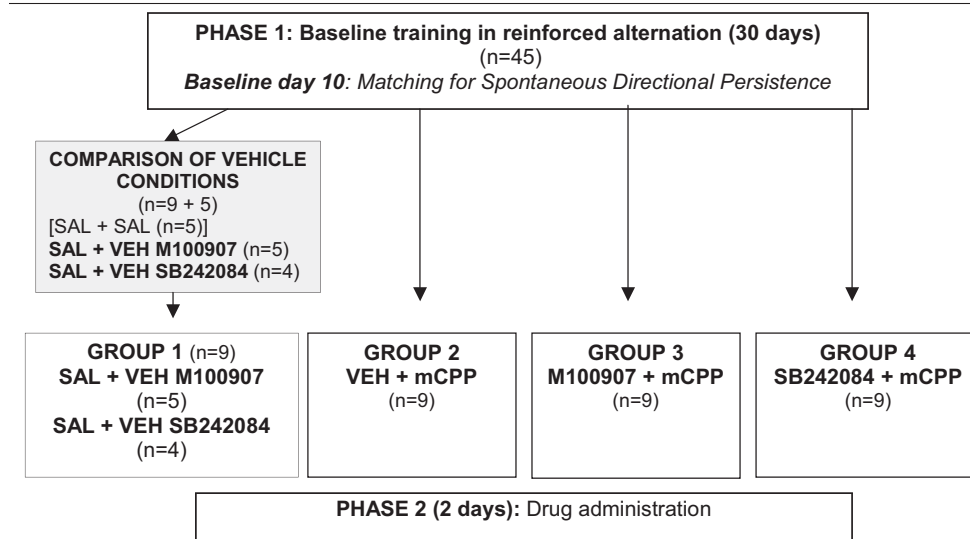 PHASE 1: Baseline training in reinforced alternation (30 days)
(n=45)
Baseline day 10: Matching for Spontaneous Directional Persistence
COMPARISON OF VEHICLE
CONDITIONS
(n=9 + 5)
[SAL + SAL (n=5)]
SAL + VEH M100907 (n=5)
SAL + VEH SB242084 (n=4)
GROUP 1 (n=9)
SAL + VEH M100907
(n=5)
SAL + VEH SB242084
(n=4)
GROUP 2
VEH + mCPP
(n=9)
GROUP 3
M100907 + mCPP
(n=9)
GROUP 4
SB242084 + mCPP
(n=9)
PHASE 2 (2 days): Drug administration